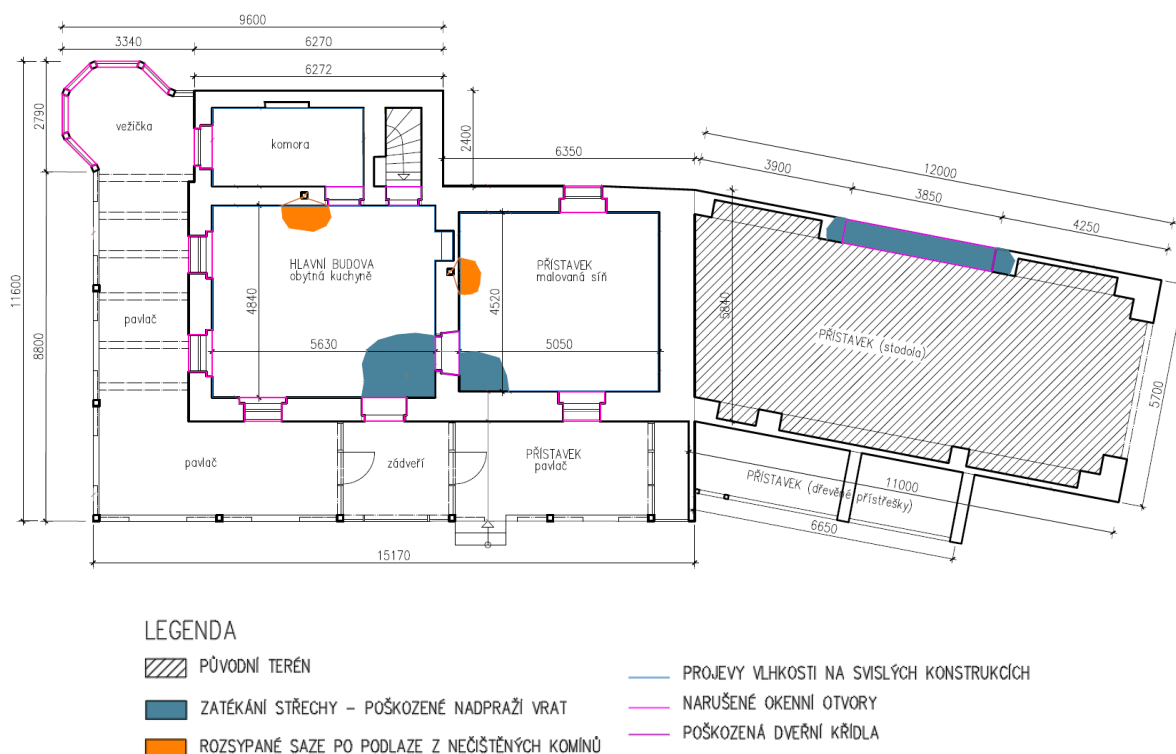 9600
3340
6270
6272
2790
vežička
komora
2400
6350
12000
3900
3850
4250
HLAVNÍ BUDOVA
obytná kuchyně
PŘÍSTAVEK
malovaná síň
11600
8800
pavlač
4840
4520
5840
5630
5050
PŘÍSTAVEK (stodola)
5700
pavlač
zádveří
PŘÍSTAVEK
pavlač
PŘÍSTAVEK (dřevěné přístřešky)
11000
6650
15170
LEGENDA
PŮVODNÍ TERÉN
ZATÉKÁNÍ STŘECHY – POŠKOZENÉ NADPRAŽÍ VRAT
ROZSYPANÉ SAZE PO PODLAZE Z NEČIŠTĚNÝCH KOMÍNŮ
PROJEVY VLHKOSTI NA SVISLÝCH KONSTRUKCÍCH
NARUŠENÉ OKENNÍ OTVORY
POŠKOZENÁ DVEŘNÍ KŘÍDLA